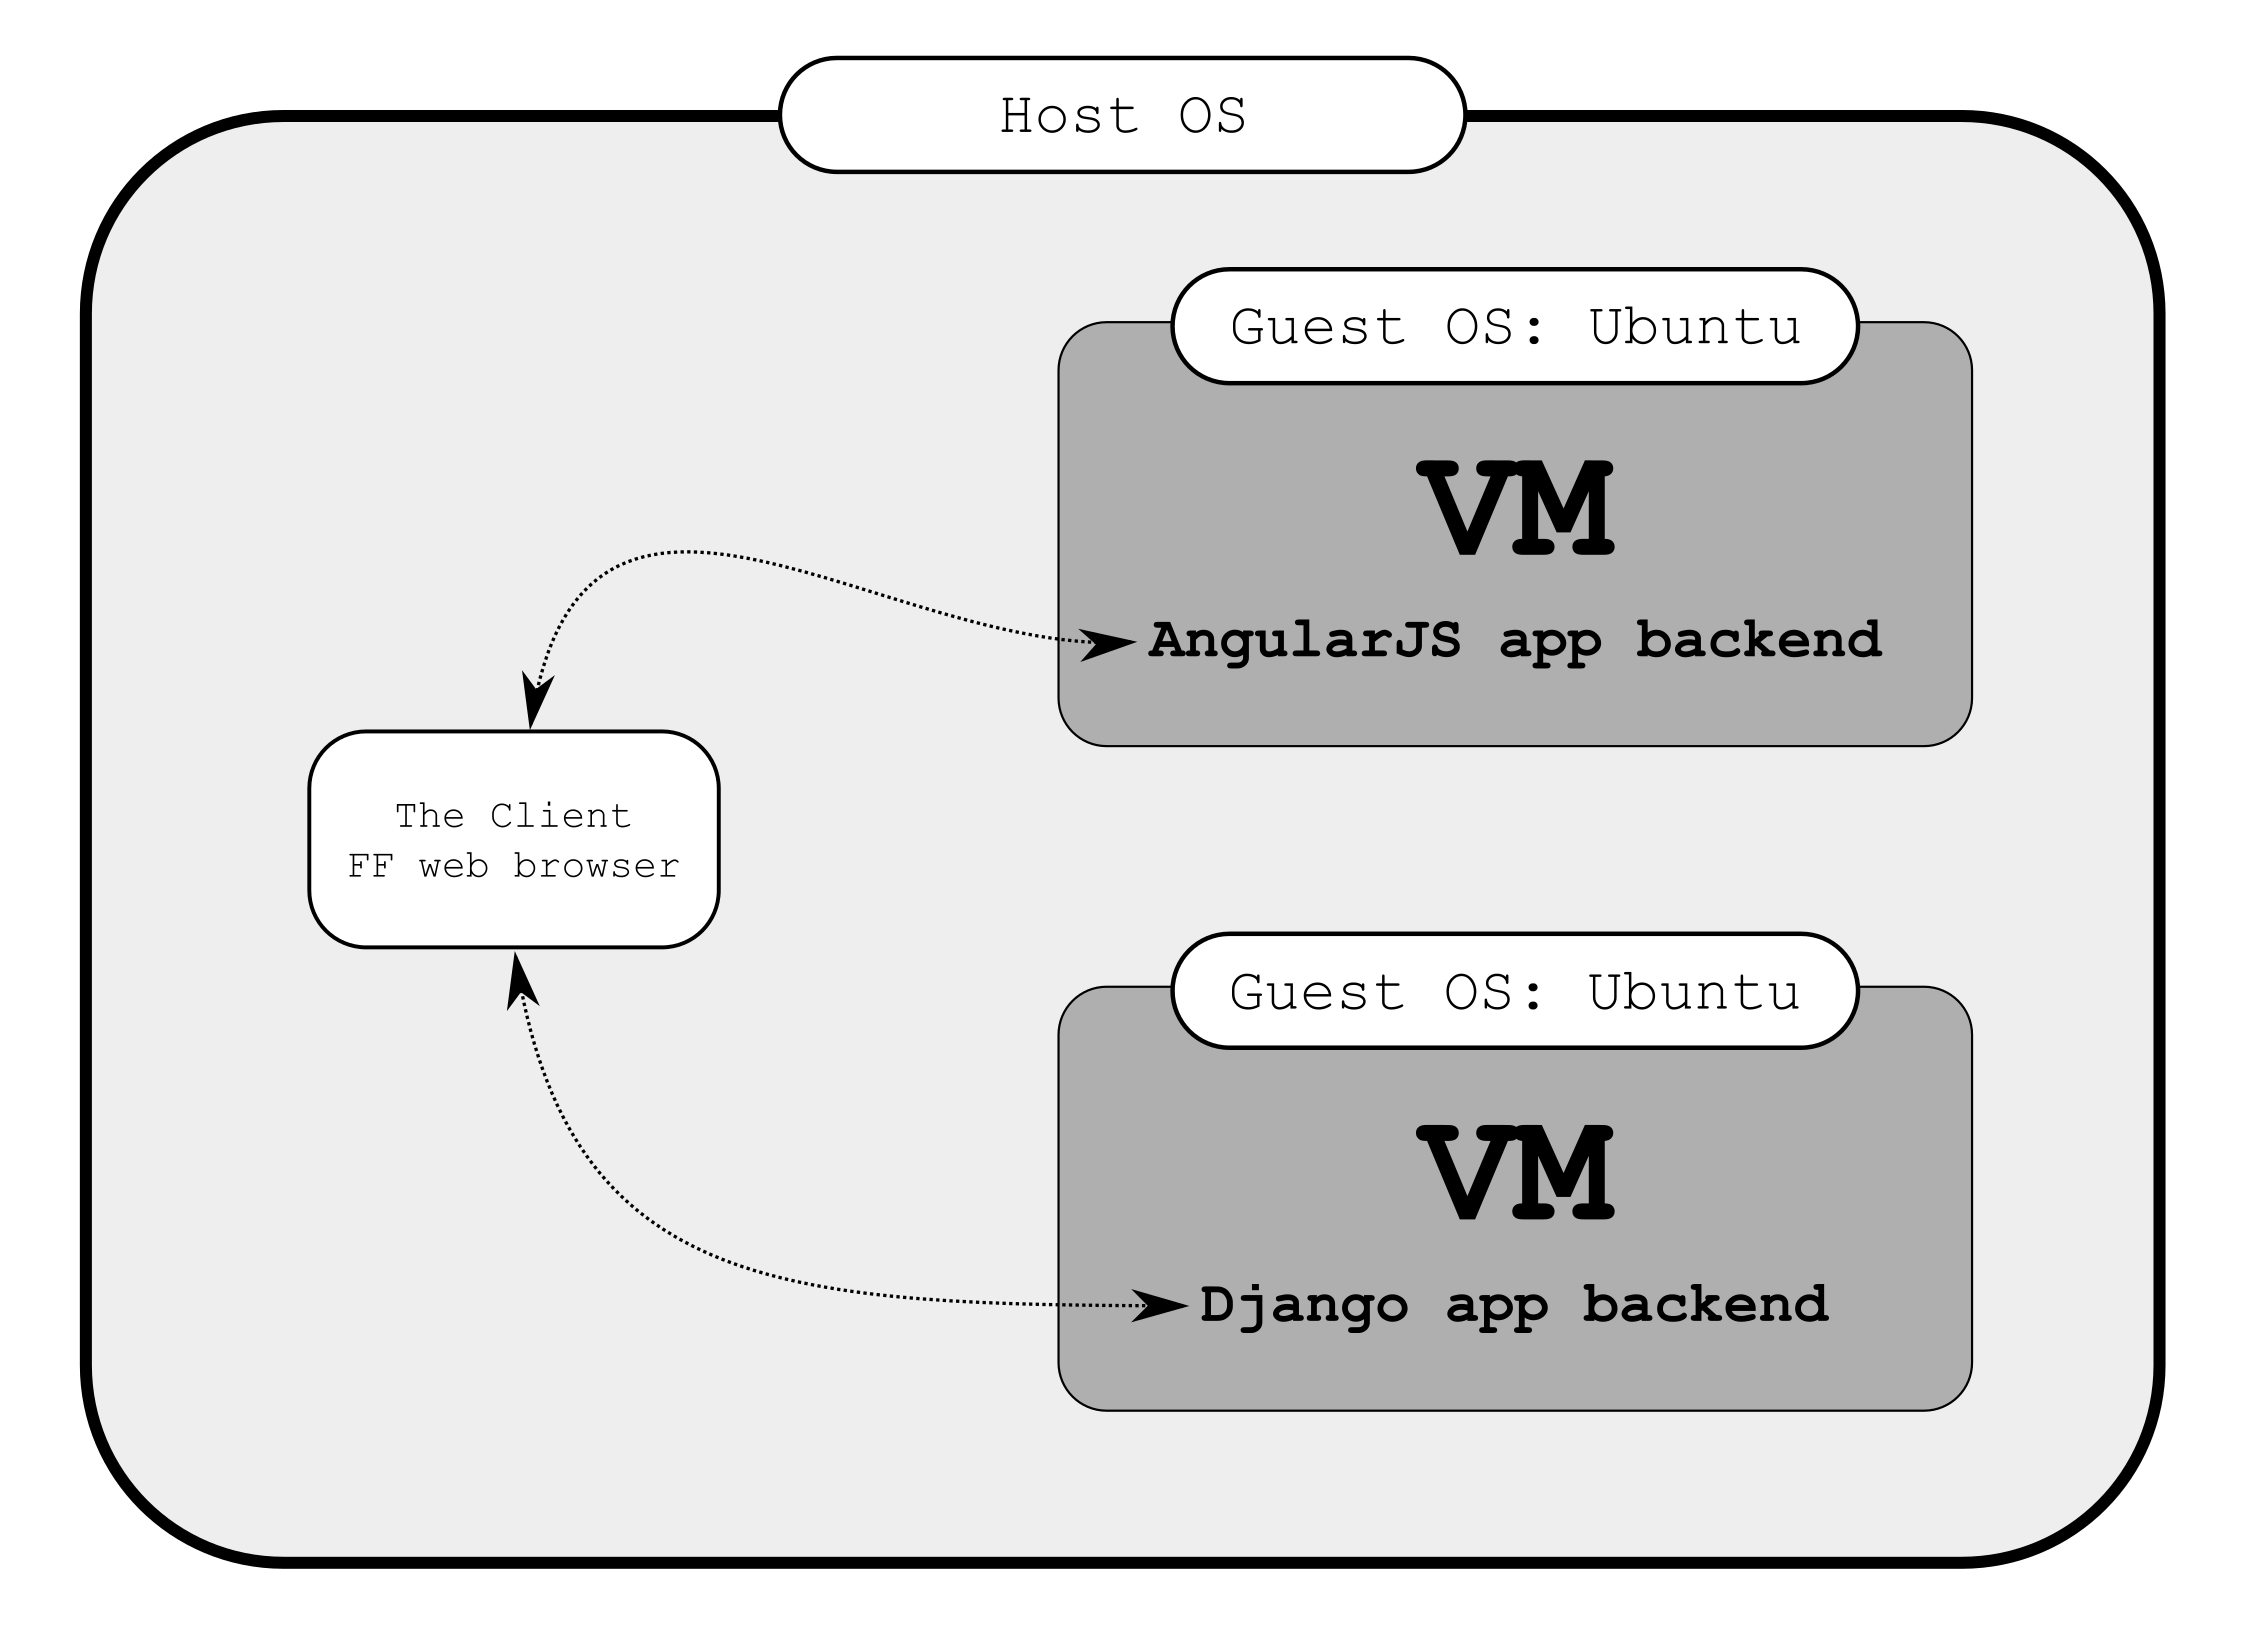 Host OS
Guest OS: Ubuntu
VM
AngularJS app backend
The Client
FF web browser
Guest OS: Ubuntu
VM
Django app backend